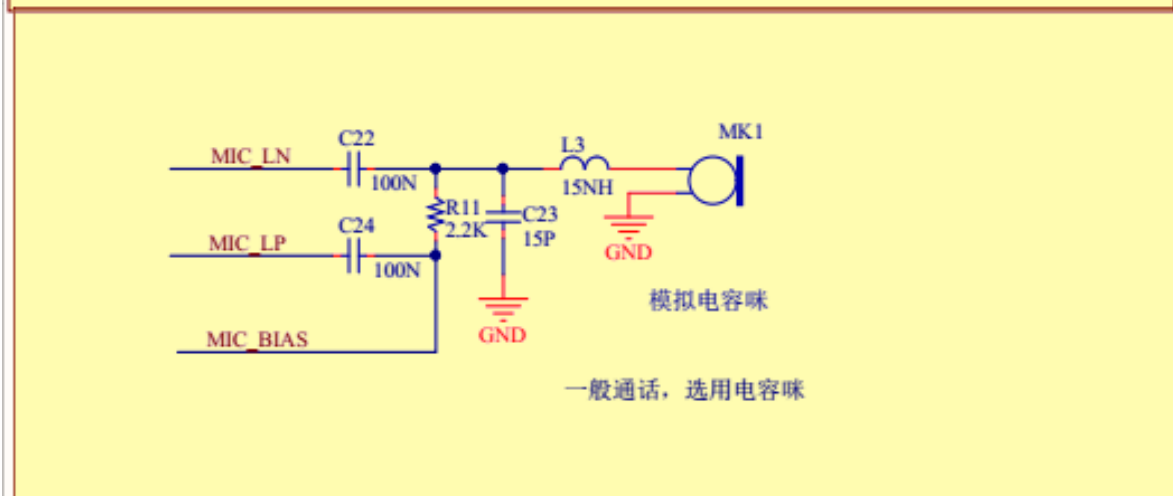 MK1
C22
L3
MIC_LN
100N
15NH
R11
C23
2.2K
15P
C24
MIC_LP
100N
GND
模拟电容咪
GND
MIC_BIAS
一般通话，选用电容咪